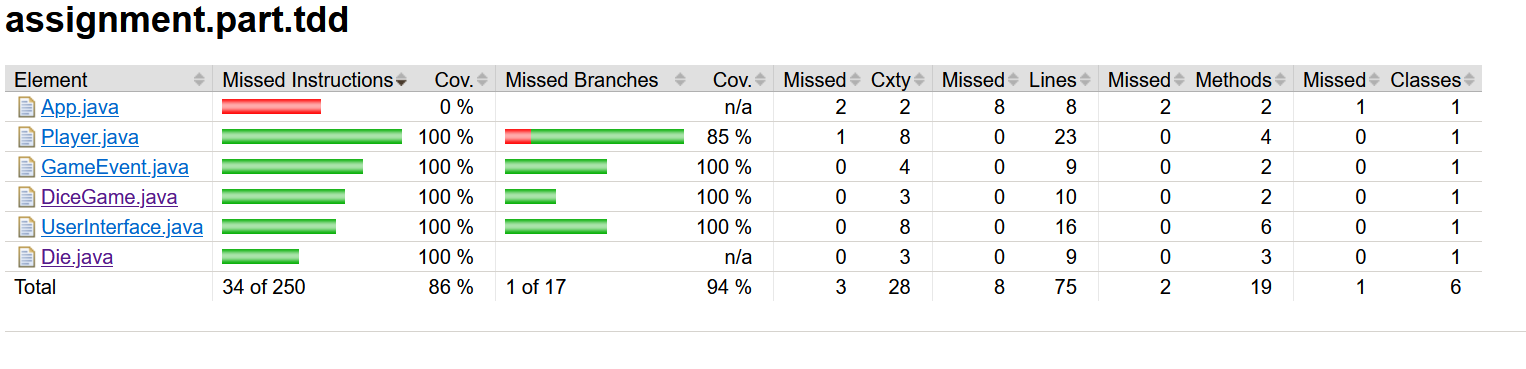 assignment.part.tdd
Element Missed Instructions Cov. Missed Branches Cov. Missed Cxty Missed Lines Missed Methods Missed Classes
App.java 0 % n/a 2 2 8 8 2 2 1 1
Player.java 100 % 85 % 1 8 0 23 0 4 0 1
GameEvent.java 100 % 100 % 0 4 0 9 0 2 0 1
DiceGame.java 100 % 100 % 0 3 0 10 0 2 0 1
UserInterface.java 100 % 100 % 0 8 0 16 0 6 0 1
Die.java 100 % n/a 0 3 0 9 0 3 0 1
Total 34 of 250 86 % 1 of 17 94 % 3 28 8 75 2 19 1 6